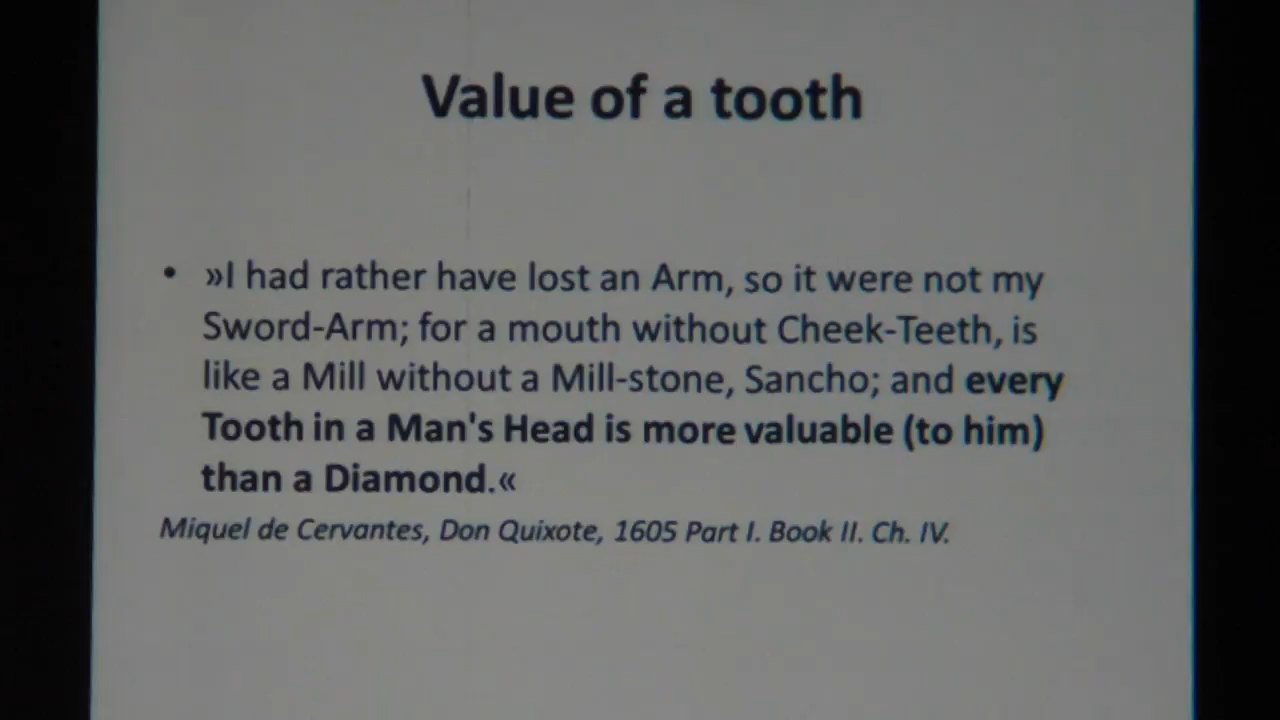 Value of a tooth
• »I had rather have lost an Arm, so it were not my
Sword-Arm; for a mouth without Cheek-Teeth, is
like a Mill without a Mill-stone, Sancho; and every
Tooth in a Man's Head is more valuable (to him)
than a Diamond.«
Miquel de Cervantes, Don Quixote, 1605 Part I. Book II. Ch. IV.